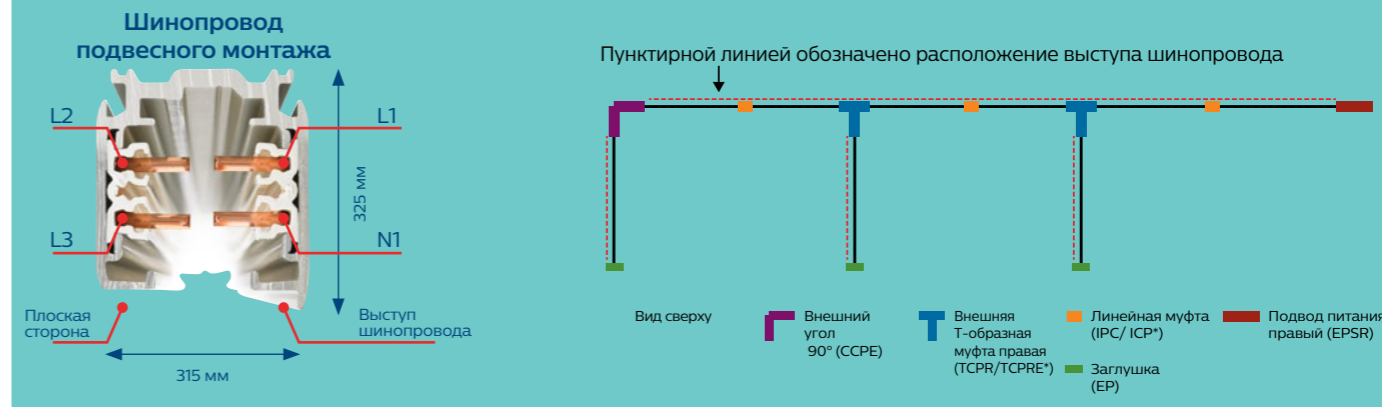 Шинопровод
подвесного монтажа
L2
L1
L3
N1
325 мм
Плоская
сторона
Выступ
шинопровода
315 мм
Пунктирной линией обозначено расположение выступа шинопровода
Вид сверху
Внешний
угол
90° (CCPE)
Внешняя
Т-образная
муфта правая
(TCPR/TCPRE*)
Линейная муфта
(IPC/ ICP*)
Заглушка
(EP)
Подвод питания
правый (EPSR)